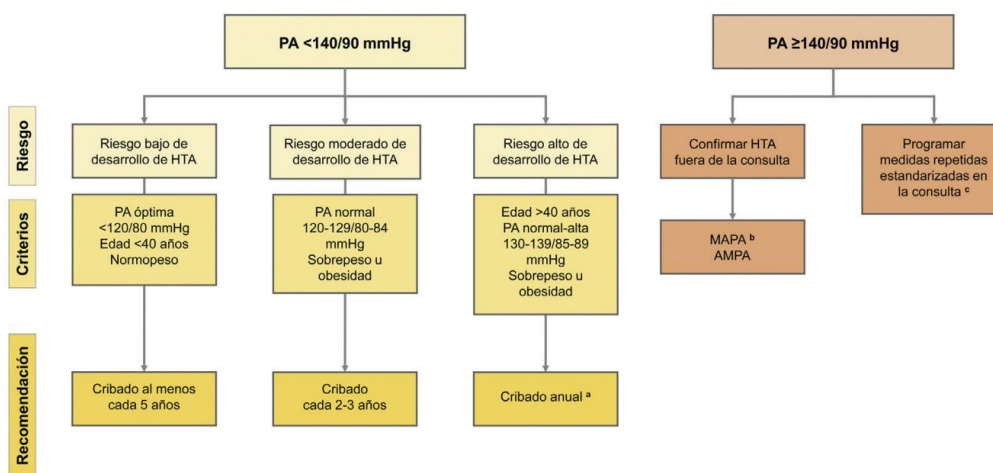 PA <140/90 mmHg
PA ≥140/90 mmHg
Riesgo
Riesgo bajo de
desarrollo de HTA
Riesgo moderado de
desarrollo de HTA
Riesgo alto de
desarrollo de HTA
Confirmar HTA
fuera de la consulta
Programar
medidas repetidas
estandarizadas en
la consulta ᶜ
Criterios
PA óptima
<120/80 mmHg
Edad <40 años
Normopeso
PA normal
120-129/80-84
mmHg
Sobrepeso u
obesidad
Edad >40 años
PA normal-alta
130-139/85-89
mmHg
Sobrepeso u
obesidad
MAPA ᵇ
AMPA
Recomendación
Cribado al menos
cada 5 años
Cribado
cada 2-3 años
Cribado anual ᵃ